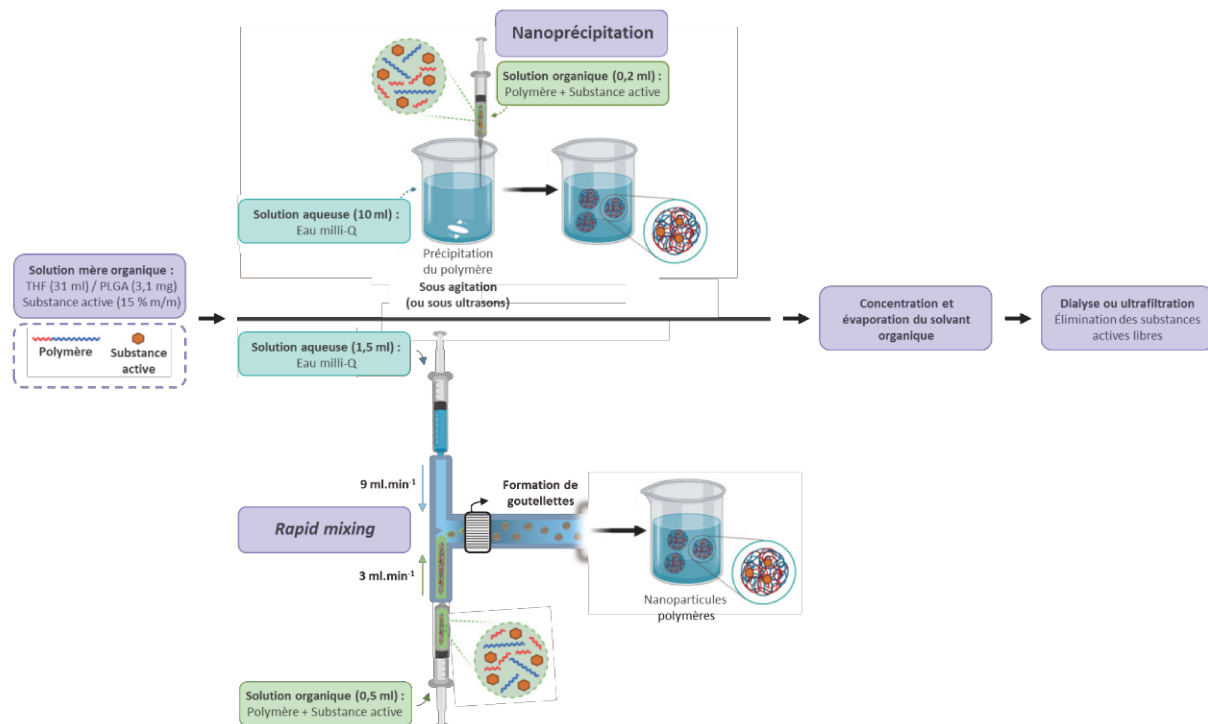 Nanoprécipitation
Solution organique (0,2 ml) :
Polymère + Substance active
Solution aqueuse (10 ml) :
Eau milli-Q
Précipitation
du polymère
Sous agitation
(ou sous ultrasons)
Solution mère organique :
THF (31 ml) / PLGA (3,1 mg)
Substance active (15 % m/m)
Polymère
Substance
active
Concentration et
évaporation du solvant
organique
Dialyse ou ultrafiltration
Élimination des substances
actives libres
Solution aqueuse (1,5 ml) :
Eau milli-Q
9 ml.min⁻¹
Formation de
goutellettes
Rapid mixing
3 ml.min⁻¹
Nanoparticules
polymères
Solution organique (0,5 ml) :
Polymère + Substance active